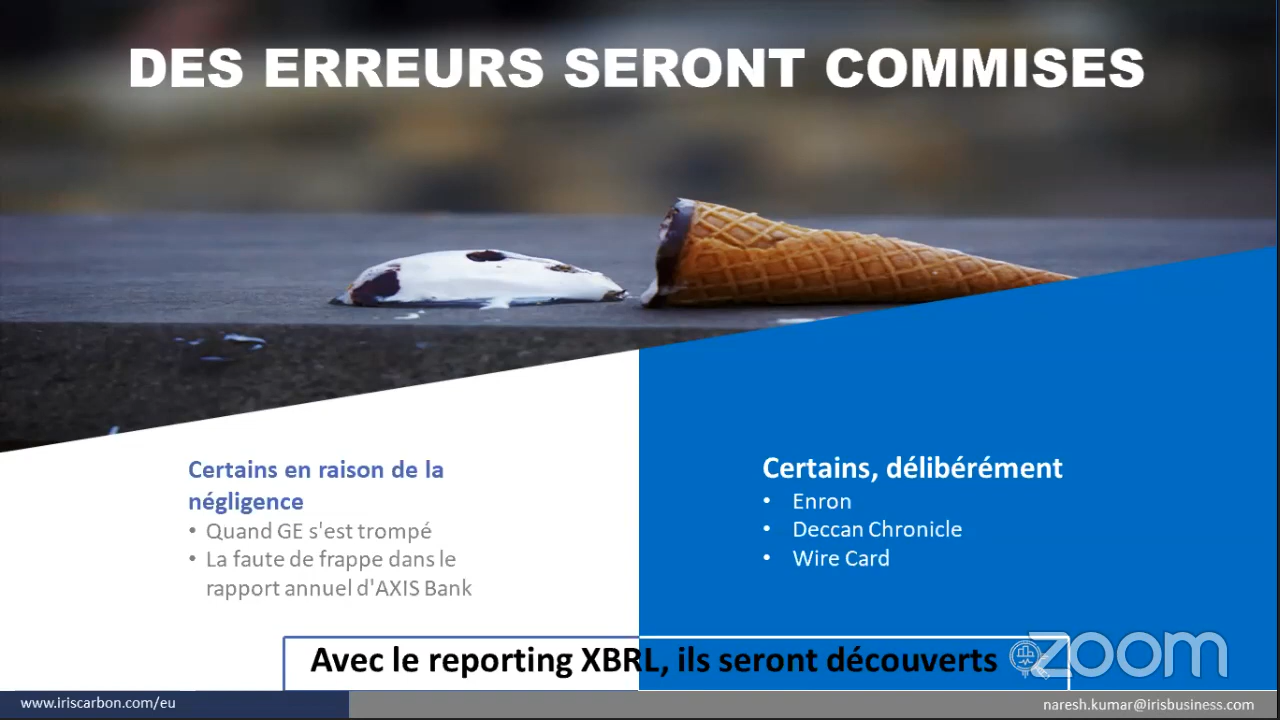 DES ERREURS SERONT COMMISES
Certains en raison de la
négligence
• Quand GE s'est trompé
• La faute de frappe dans le
rapport annuel d'AXIS Bank
Certains, délibérément
• Enron
• Deccan Chronicle
• Wire Card
Avec le reporting XBRL, ils seront découverts
zoom
www.iriscarbon.com/eu
naresh.kumar@irisbusiness.com